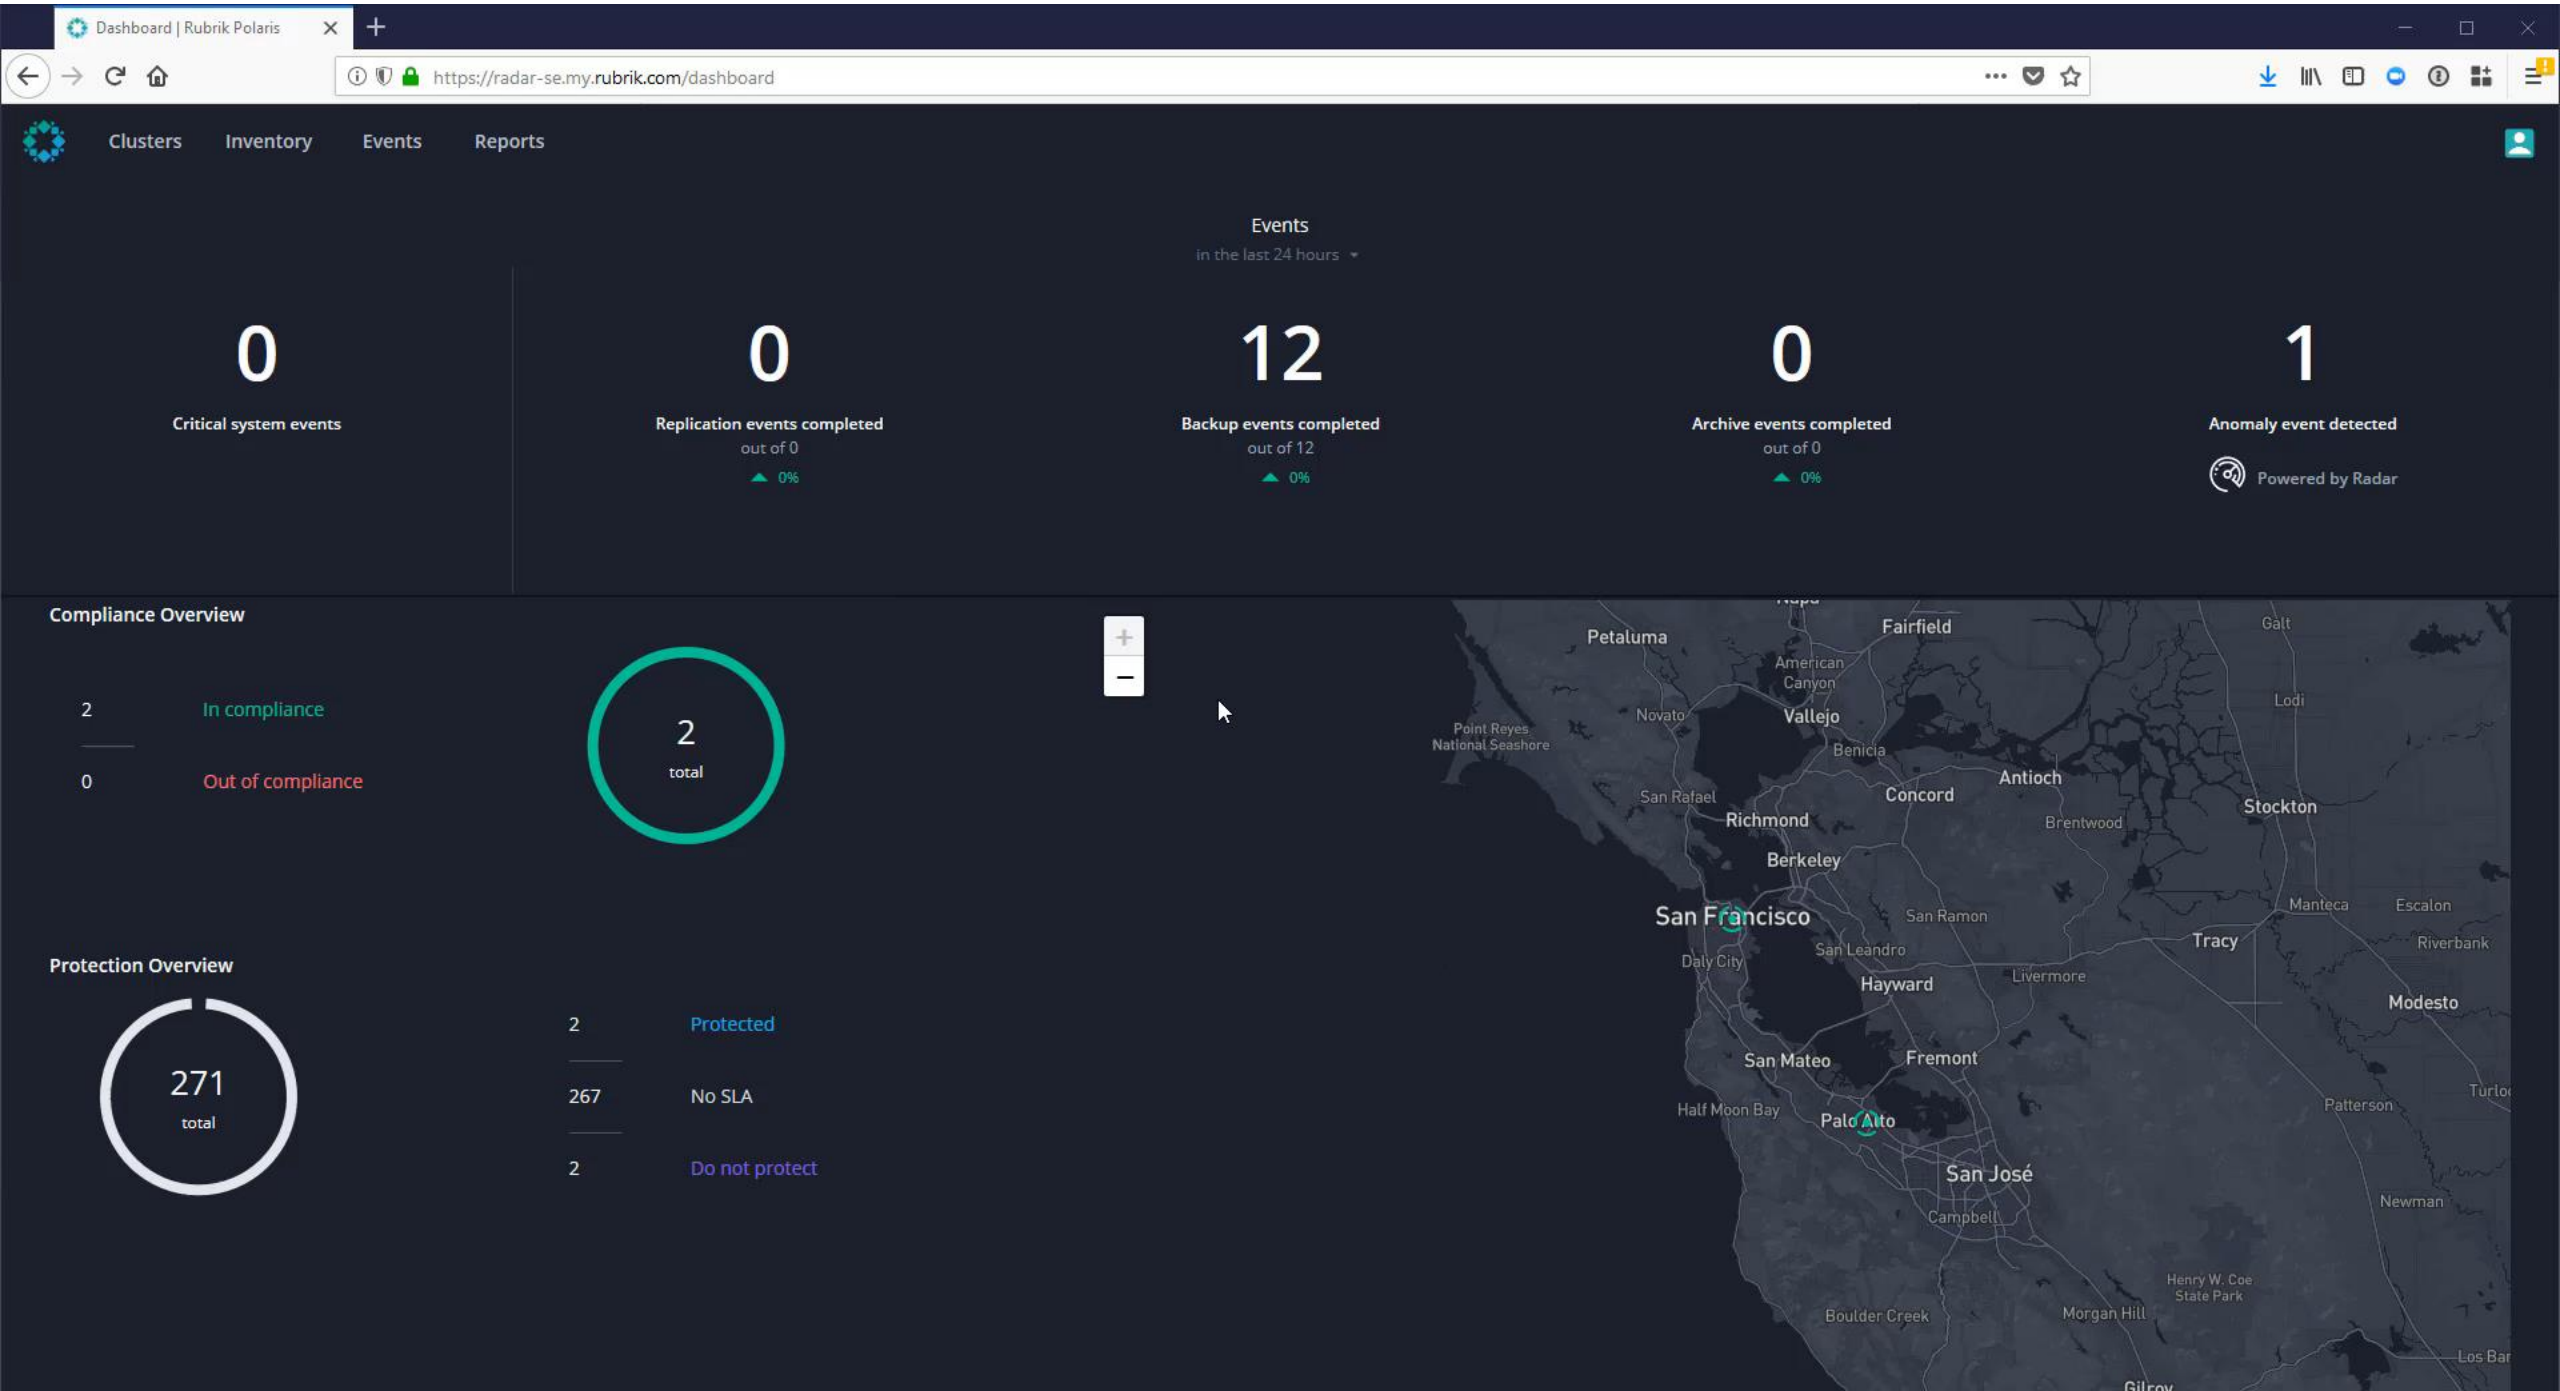 Dashboard | Rubrik Polaris
https://radar-se.my.rubrik.com/dashboard
Clusters Inventory Events Reports
Events
in the last 24 hours
0
Critical system events
0
Replication events completed
out of 0
0%
12
Backup events completed
out of 12
0%
0
Archive events completed
out of 0
0%
1
Anomaly event detected
Powered by Radar
Compliance Overview
2 In compliance
0 Out of compliance
2
total
Protection Overview
271
total
2 Protected
267 No SLA
2 Do not protect
+
−
Napa
Petaluma
Fairfield
Galt
American
Canyon
Lodi
Novato
Vallejo
Point Reyes
National Seashore
Benicia
Antioch
San Rafael
Concord
Stockton
Richmond
Brentwood
Berkeley
Manteca
Escalon
San Francisco
San Ramon
Tracy
Riverbank
San Leandro
Daly City
Livermore
Hayward
Modesto
San Mateo
Fremont
Turlo
Half Moon Bay
Patterson
Palo Alto
San José
Newman
Campbell
Henry W. Coe
State Park
Boulder Creek
Morgan Hill
Los Ban
Gilroy